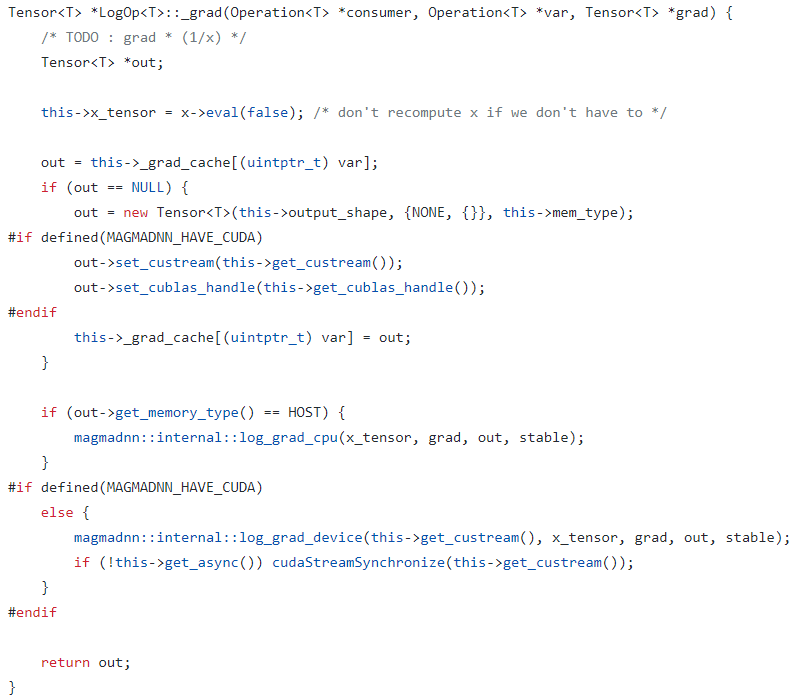 Tensor<T> *LogOp<T>::_grad(Operation<T> *consumer, Operation<T> *var, Tensor<T> *grad) {
    /* TODO : grad * (1/x) */
    Tensor<T> *out;

    this->x_tensor = x->eval(false); /* don't recompute x if we don't have to */

    out = this->_grad_cache[(uintptr_t) var];
    if (out == NULL) {
        out = new Tensor<T>(this->output_shape, {NONE, {}}, this->mem_type);
#if defined(MAGMADNN_HAVE_CUDA)
        out->set_custream(this->get_custream());
        out->set_cublas_handle(this->get_cublas_handle());
#endif
        this->_grad_cache[(uintptr_t) var] = out;
    }

    if (out->get_memory_type() == HOST) {
        magmadnn::internal::log_grad_cpu(x_tensor, grad, out, stable);
    }
#if defined(MAGMADNN_HAVE_CUDA)
    else {
        magmadnn::internal::log_grad_device(this->get_custream(), x_tensor, grad, out, stable);
        if (!this->get_async()) cudaStreamSynchronize(this->get_custream());
    }
#endif

    return out;
}